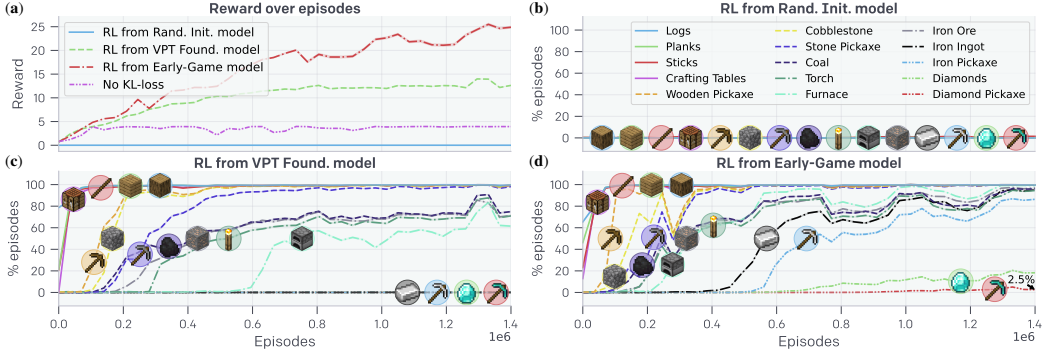 (a)
Reward over episodes
25
20
15
10
5
0
Reward
RL from Rand. Init. model
RL from VPT Found. model
RL from Early-Game model
No KL-loss
(b)
RL from Rand. Init. model
100
80
60
40
20
0
% episodes
Logs
Planks
Sticks
Crafting Tables
Wooden Pickaxe
Cobblestone
Stone Pickaxe
Coal
Torch
Furnace
Iron Ore
Iron Ingot
Iron Pickaxe
Diamonds
Diamond Pickaxe
(c)
RL from VPT Found. model
100
80
60
40
20
0
% episodes
0.0
0.2
0.4
0.6
0.8
1.0
1.2
1.4
1e6
Episodes
(d)
RL from Early-Game model
100
80
60
40
20
0
% episodes
2.5%
0.0
0.2
0.4
0.6
0.8
1.0
1.2
1.4
1e6
Episodes